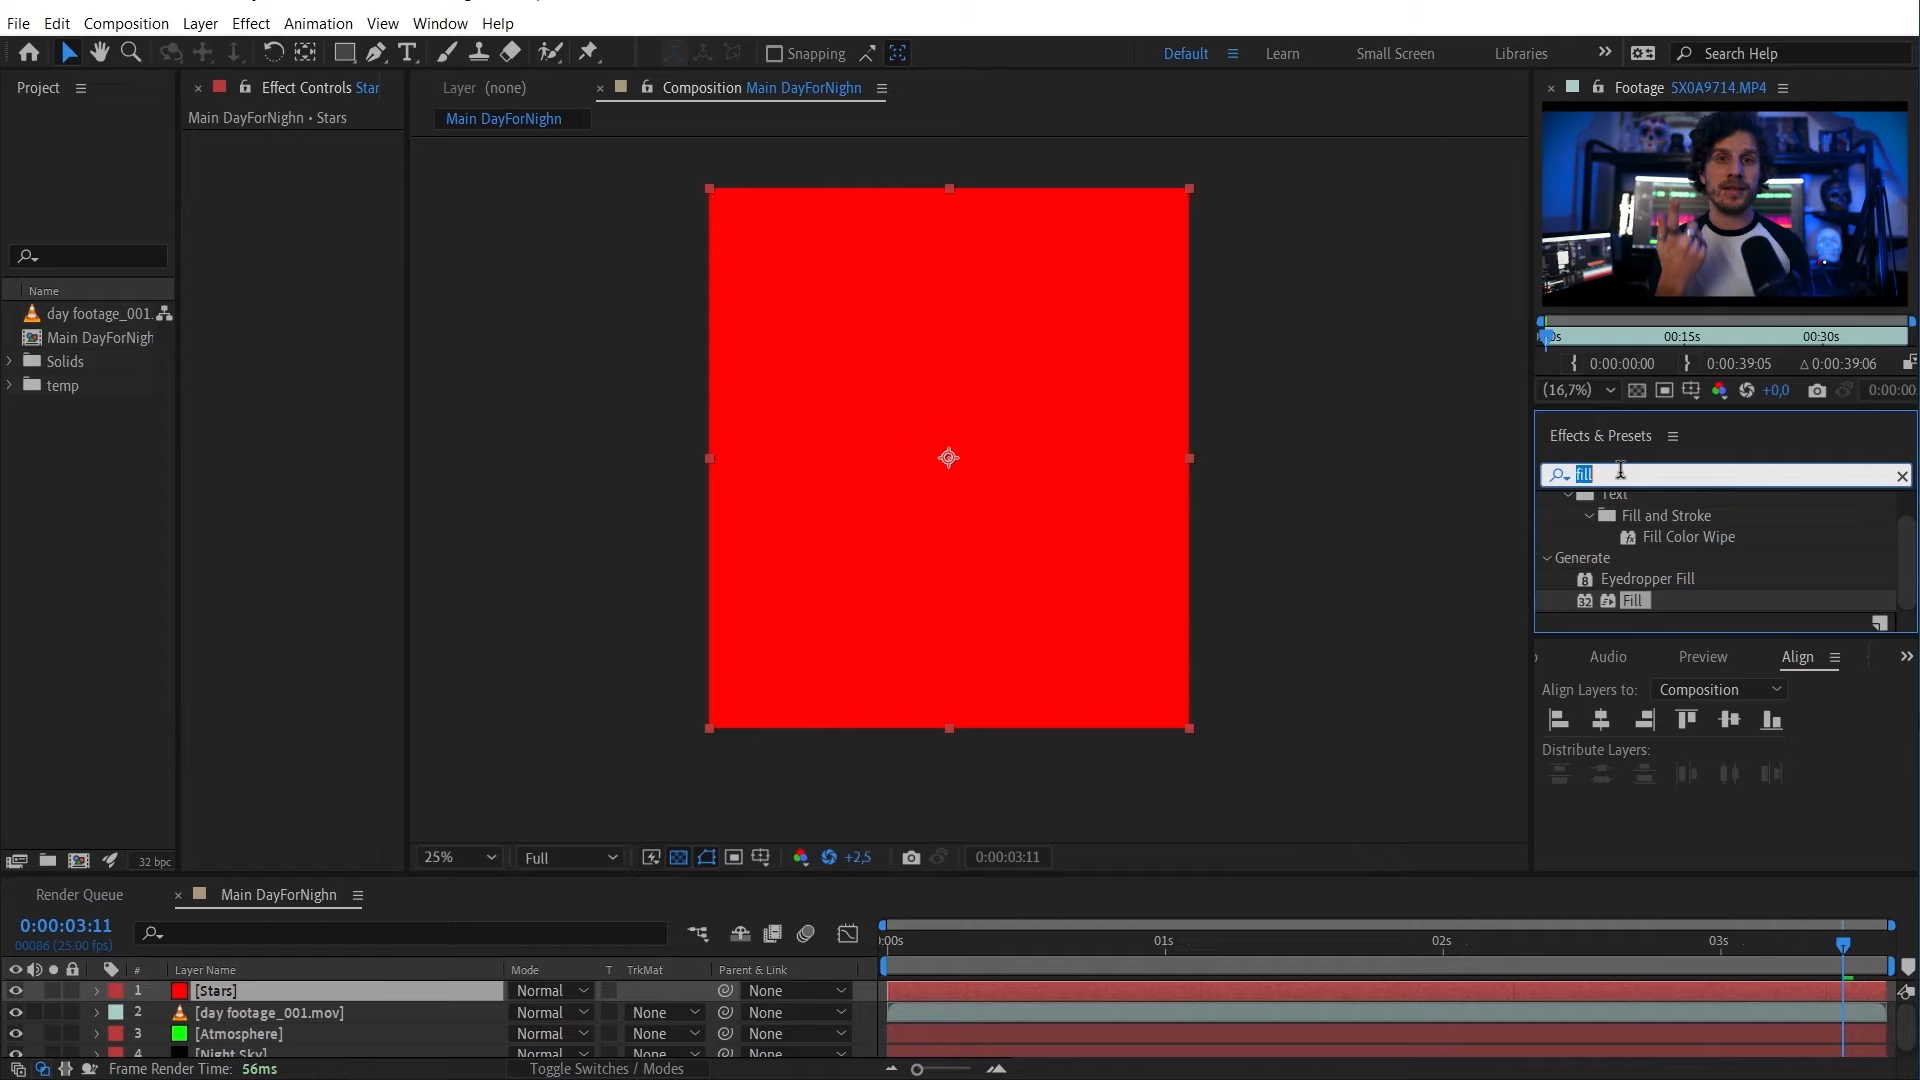 File Edit Composition Layer Effect Animation View Window Help
Snapping
Default Learn Small Screen Libraries
Search Help
Project
Effect Controls Star
Main DayForNighn • Stars
Layer (none)
Composition Main DayForNighn
Main DayForNighn
Footage 5X0A9714.MP4
Name
day footage_001.
Main DayForNigh
Solids
temp
32 bpc
00:15s 00:30s
0:00:00:00 0:00:39:05 Δ 0:00:39:06
(16,7%) +0,0 0:00:00
Effects & Presets
fill
Text
Fill and Stroke
Fill Color Wipe
Generate
Eyedropper Fill
Fill
Audio Preview Align
Align Layers to: Composition
Distribute Layers:
25% Full +2,5 0:00:03:11
Render Queue Main DayForNighn
0:00:03:11
00086 (25.00 fps)
:00s 01s 02s 03s
# Layer Name Mode T TrkMat Parent & Link
1 [Stars] Normal None
2 [day footage_001.mov] Normal None None
3 [Atmosphere] Normal None None
4 [Night Sky] Normal None None
Frame Render Time: 56ms
Toggle Switches / Modes